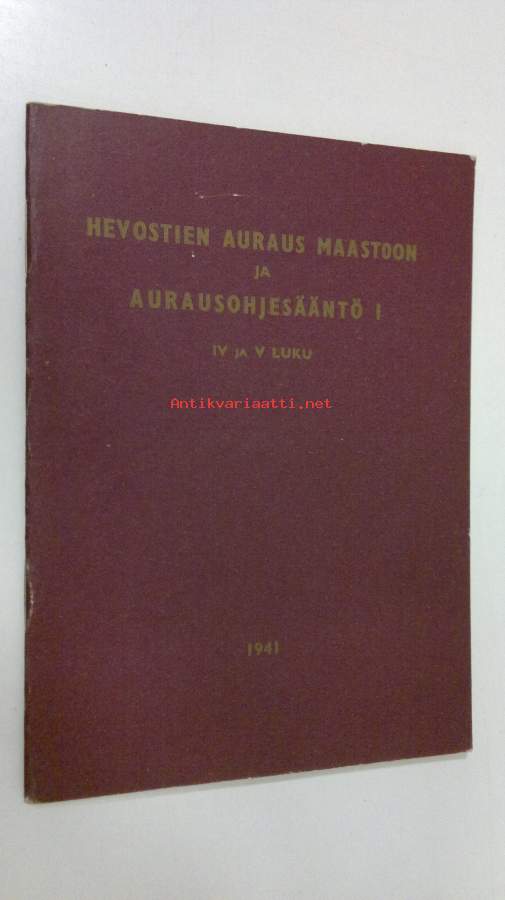 HEVOSTIEN AURAUS MAASTOON
JA
AURAUSOHJESÄÄNTÖ I
IV JA V LUKU
Antikvariaatti.net
1941